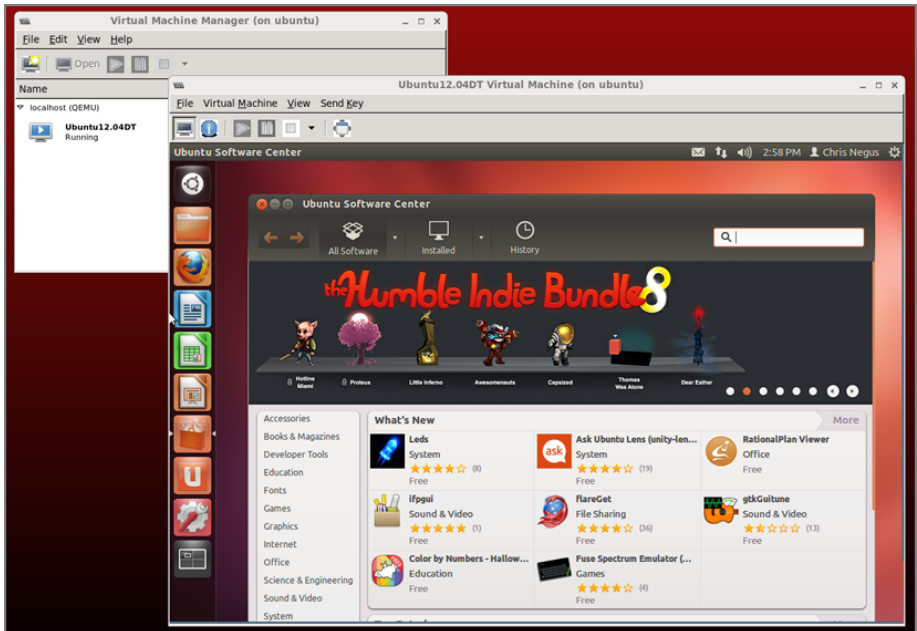 Virtual Machine Manager (on ubuntu)
File Edit View Help
Open
Name
localhost (QEMU)
Ubuntu12.04DT
Running
Ubuntu12.04DT Virtual Machine (on ubuntu)
File Virtual Machine View Send Key
Ubuntu Software Center
2:58 PM Chris Negus
Ubuntu Software Center
All Software Installed History
the Humble Indie Bundle 8
Hotline Miami
Proteus
Little Inferno
Awesomenauts
Capsized
Thomas Was Alone
Dear Esther
Accessories
Books & Magazines
Developer Tools
Education
Fonts
Games
Graphics
Internet
Office
Science & Engineering
Sound & Video
System
What's New More
Leds
System
(8)
Free
Ask Ubuntu Lens (unity-len...
System
(19)
Free
RationalPlan Viewer
Office
Free
ifpgui
Sound & Video
(1)
Free
flareGet
File Sharing
(36)
Free
gtkGuitune
Sound & Video
(13)
Free
Color by Numbers - Hallow...
Education
Free
Fuse Spectrum Emulator (...
Games
(4)
Free
ask